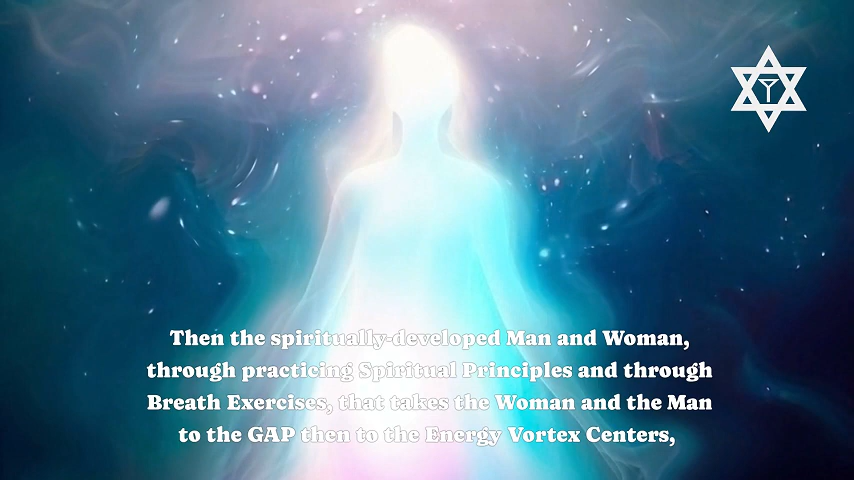 Then the spiritually-developed Man and Woman,
through practicing Spiritual Principles and through
Breath Exercises, that takes the Woman and the Man
to the GAP then to the Energy Vortex Centers,